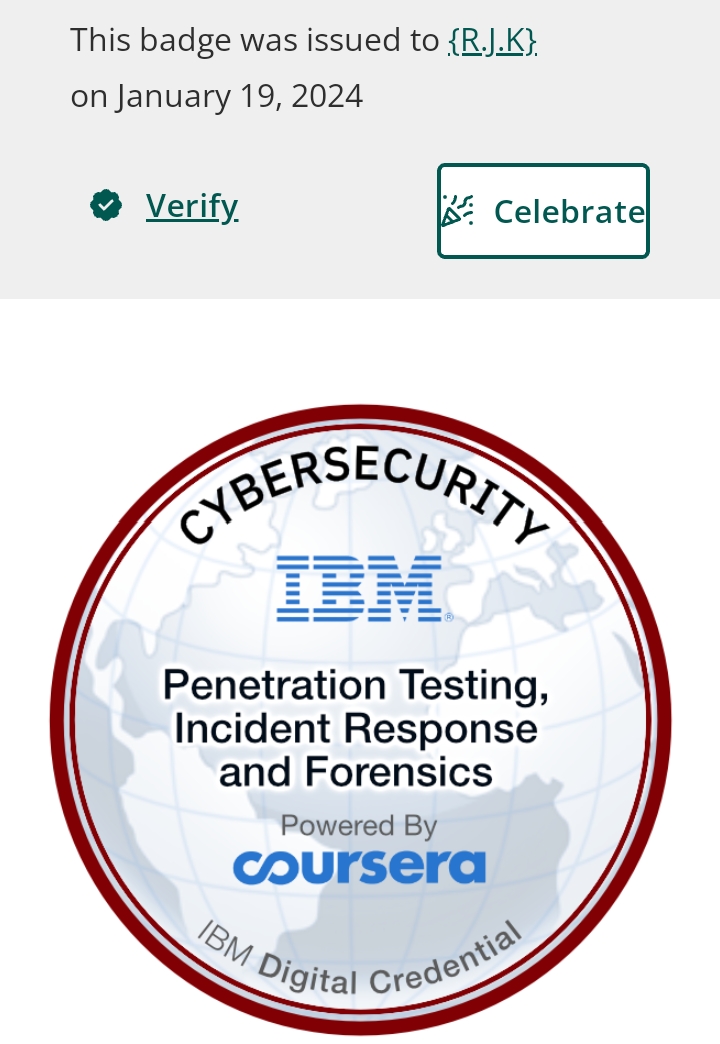 This badge was issued to {R.J.K}
on January 19, 2024
Verify
Celebrate
CYBERSECURITY
IBM®
Penetration Testing,
Incident Response
and Forensics
Powered By
coursera
IBM Digital Credential